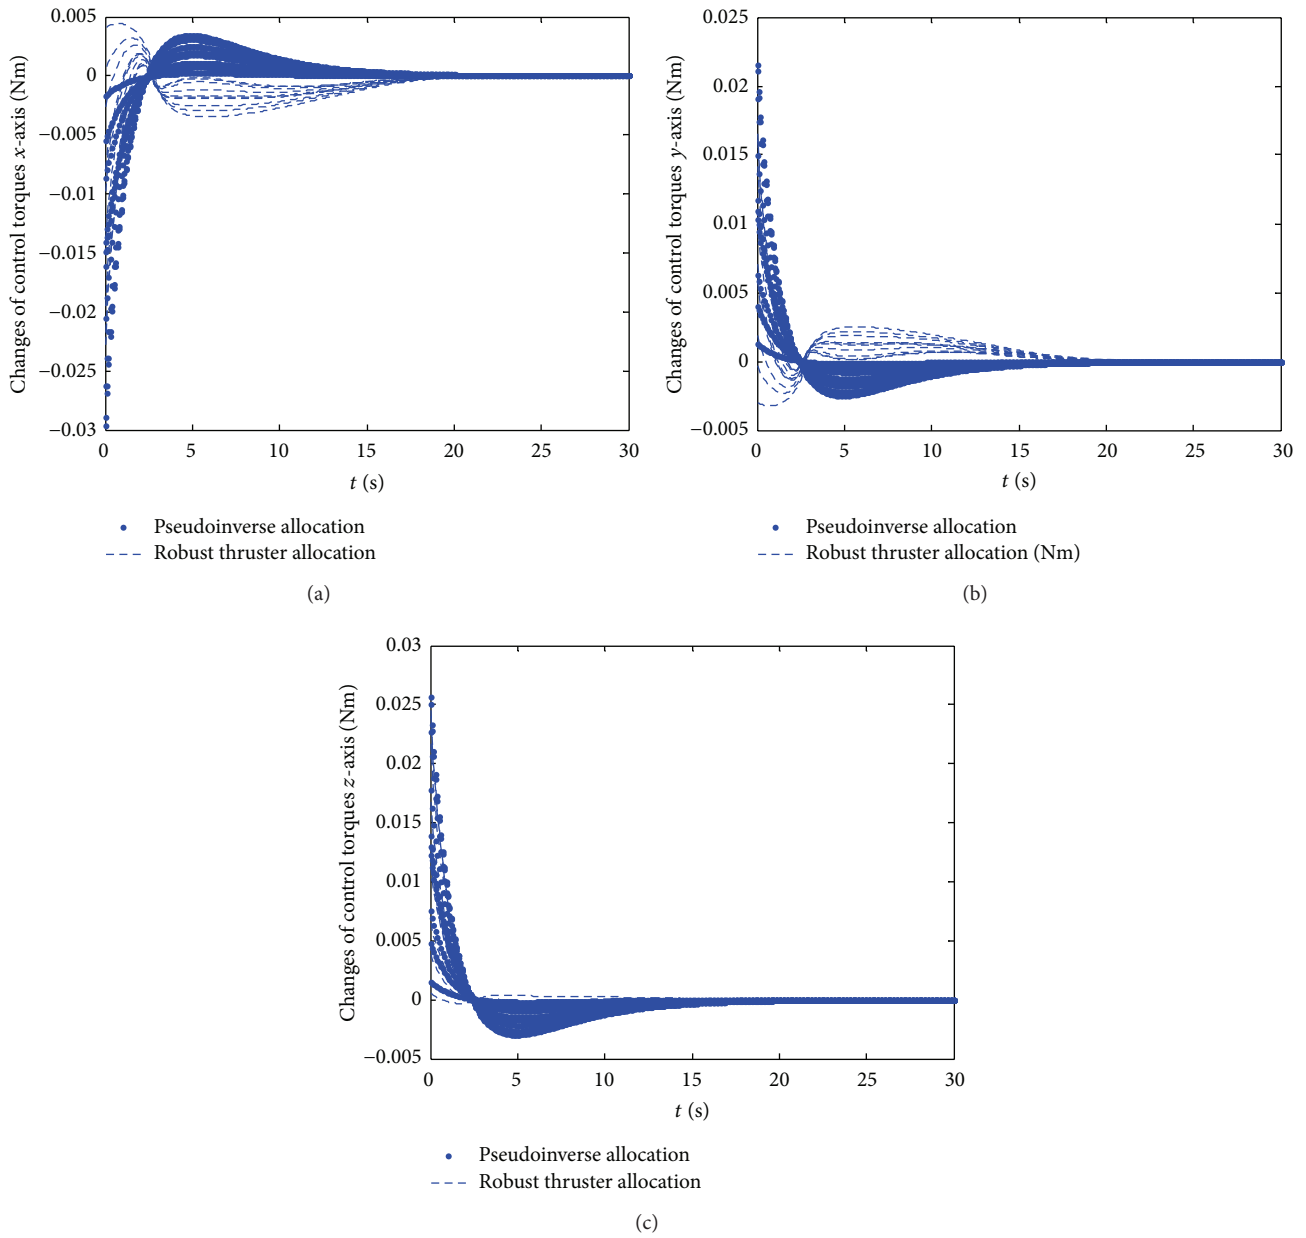 0.005
0
−0.005
−0.01
−0.015
−0.02
−0.025
−0.03
Changes of control torques x-axis (Nm)
0 5 10 15 20 25 30
t (s)
Pseudoinverse allocation
Robust thruster allocation
(a)
0.025
0.02
0.015
0.01
0.005
0
−0.005
Changes of control torques y-axis (Nm)
0 5 10 15 20 25 30
t (s)
Pseudoinverse allocation
Robust thruster allocation (Nm)
(b)
0.03
0.025
0.02
0.015
0.01
0.005
0
−0.005
Changes of control torques z-axis (Nm)
0 5 10 15 20 25 30
t (s)
Pseudoinverse allocation
Robust thruster allocation
(c)